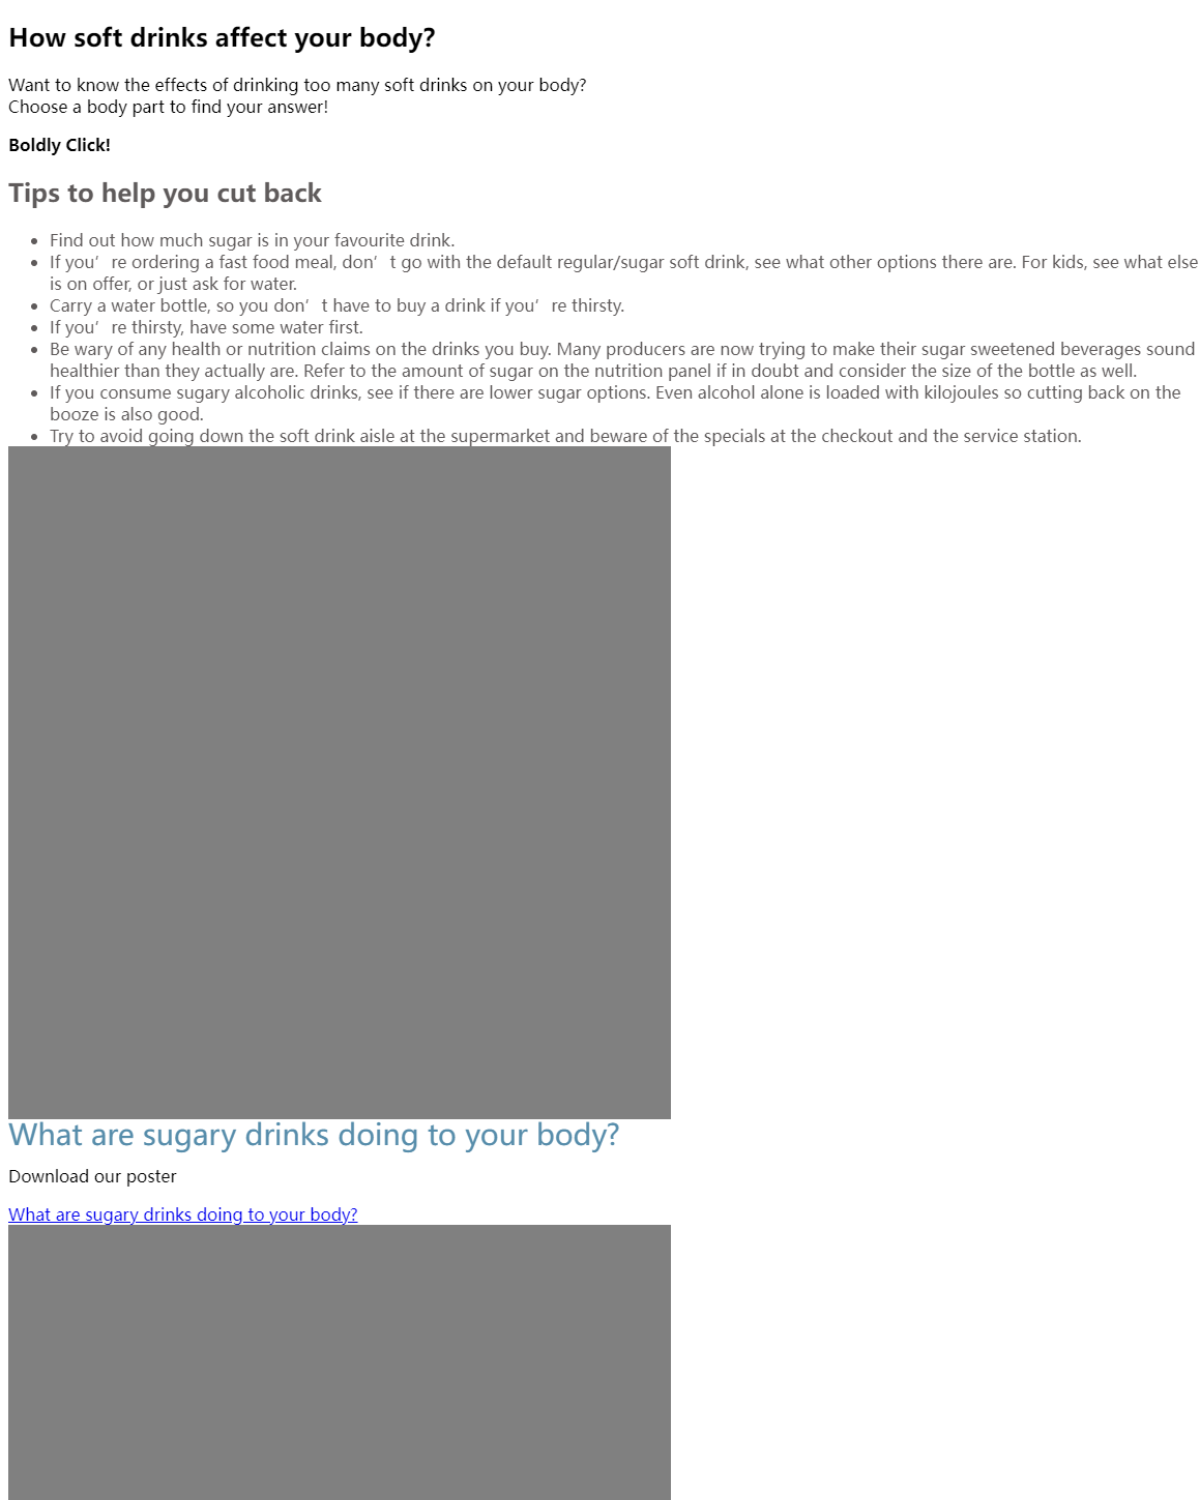 How soft drinks affect your body?
Want to know the effects of drinking too many soft drinks on your body?
Choose a body part to find your answer!
Boldly Click!
Tips to help you cut back
• Find out how much sugar is in your favourite drink.
• If you’re ordering a fast food meal, don’t go with the default regular/sugar soft drink, see what other options there are. For kids, see what else
is on offer, or just ask for water.
• Carry a water bottle, so you don’t have to buy a drink if you’re thirsty.
• If you’re thirsty, have some water first.
• Be wary of any health or nutrition claims on the drinks you buy. Many producers are now trying to make their sugar sweetened beverages sound
healthier than they actually are. Refer to the amount of sugar on the nutrition panel if in doubt and consider the size of the bottle as well.
• If you consume sugary alcoholic drinks, see if there are lower sugar options. Even alcohol alone is loaded with kilojoules so cutting back on the
booze is also good.
• Try to avoid going down the soft drink aisle at the supermarket and beware of the specials at the checkout and the service station.
What are sugary drinks doing to your body?
Download our poster
What are sugary drinks doing to your body?